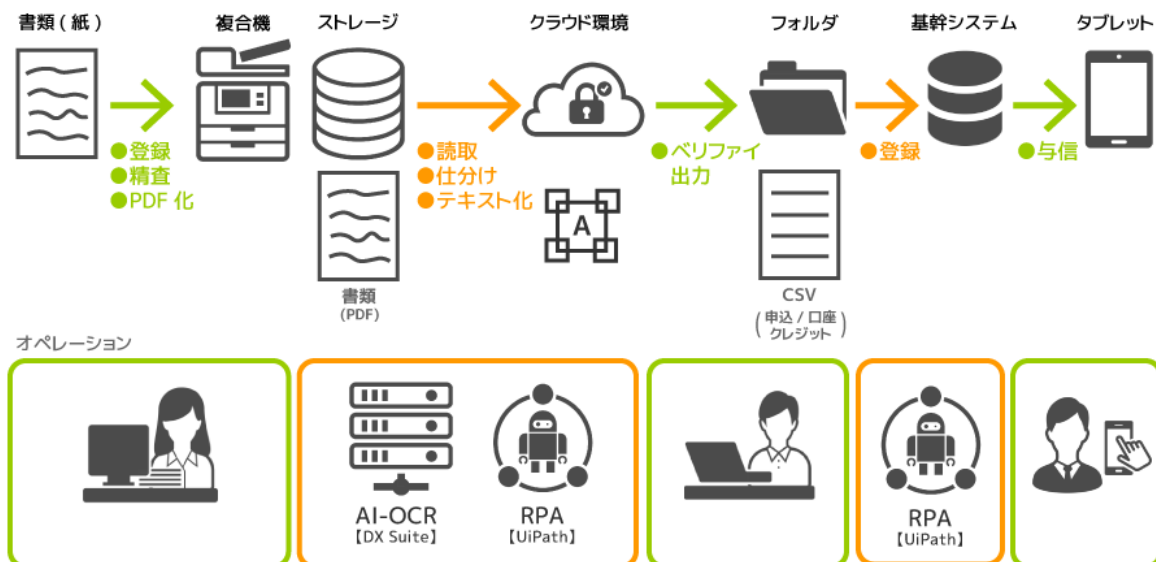 書類(紙)
複合機
ストレージ
クラウド環境
フォルダ
基幹システム
タブレット
●登録
●精査
●PDF 化
●読取
●仕分け
●テキスト化
●ベリファイ
出力
●登録
●与信
A
書類
(PDF)
CSV
(申込 / 口座
クレジット)
オペレーション
AI-OCR
【DX Suite】
RPA
【UiPath】
RPA
【UiPath】